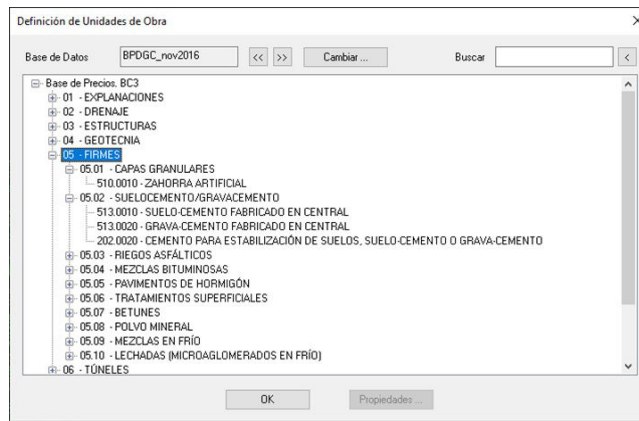 Definición de Unidades de Obra
Base de Datos BPDGC_nov2016 << >> Cambiar ... Buscar <
Base de Precios. BC3
01 - EXPLANACIONES
02 - DRENAJE
03 - ESTRUCTURAS
04 - GEOTECNIA
05 - FIRMES
05.01 - CAPAS GRANULARES
510.0010 - ZAHORRA ARTIFICIAL
05.02 - SUELOCEMENTO/GRAVACEMENTO
513.0010 - SUELO-CEMENTO FABRICADO EN CENTRAL
513.0020 - GRAVA-CEMENTO FABRICADO EN CENTRAL
202.0020 - CEMENTO PARA ESTABILIZACIÓN DE SUELOS, SUELO-CEMENTO O GRAVA-CEMENTO
05.03 - RIEGOS ASFÁLTICOS
05.04 - MEZCLAS BITUMINOSAS
05.05 - PAVIMENTOS DE HORMIGÓN
05.06 - TRATAMIENTOS SUPERFICIALES
05.07 - BETUNES
05.08 - POLVO MINERAL
05.09 - MEZCLAS EN FRÍO
05.10 - LECHADAS (MICROAGLOMERADOS EN FRÍO)
06 - TÚNELES
OK Propiedades ...